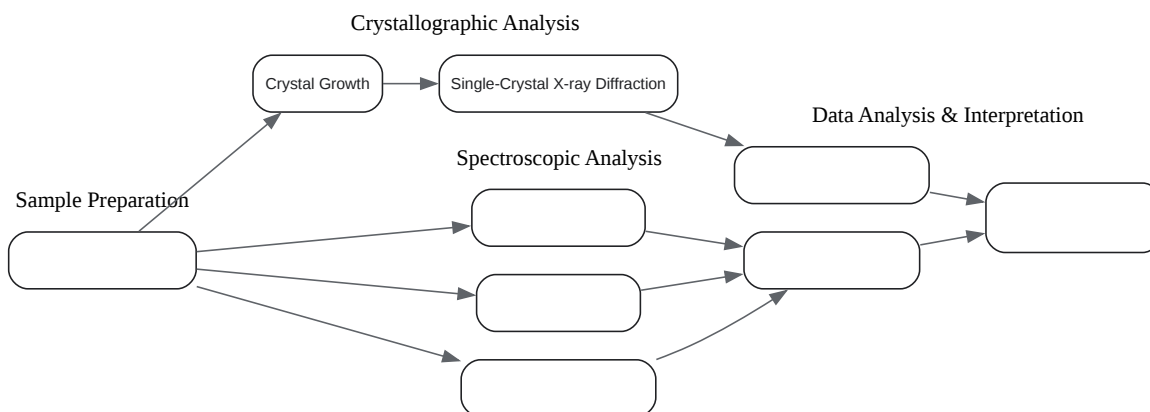 Crystallographic Analysis
Crystal Growth
Single-Crystal X-ray Diffraction
Data Analysis & Interpretation
Spectroscopic Analysis
Sample Preparation